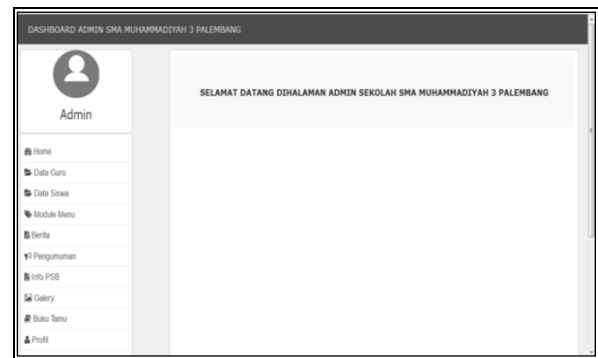 DASHBOARD ADMIN SMA MUHAMMADIYAH 3 PALEMBANG
Admin
SELAMAT DATANG DIHALAMAN ADMIN SEKOLAH SMA MUHAMMADIYAH 3 PALEMBANG
Home
Data Guru
Data Siswa
Module Menu
Berita
Pengumuman
Info PSB
Galery
Buku Tamu
Profil